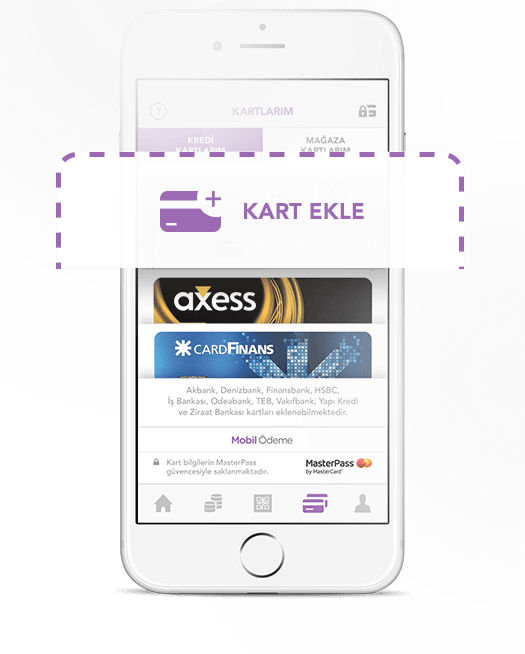 ?
KARTLARIM
KREDİ
KARTLARIM
MAĞAZA
KARTLARIM
KART EKLE
axess
CARDFINANS
Akbank, Denizbank, Finansbank, HSBC,
İş Bankası, Odeabank, TEB, Vakıfbank, Yapı Kredi
ve Ziraat Bankası kartları eklenebilmektedir.
Mobil Ödeme
Kart bilgilerin MasterPass
güvencesiyle saklanmaktadır.
MasterPass
by MasterCard